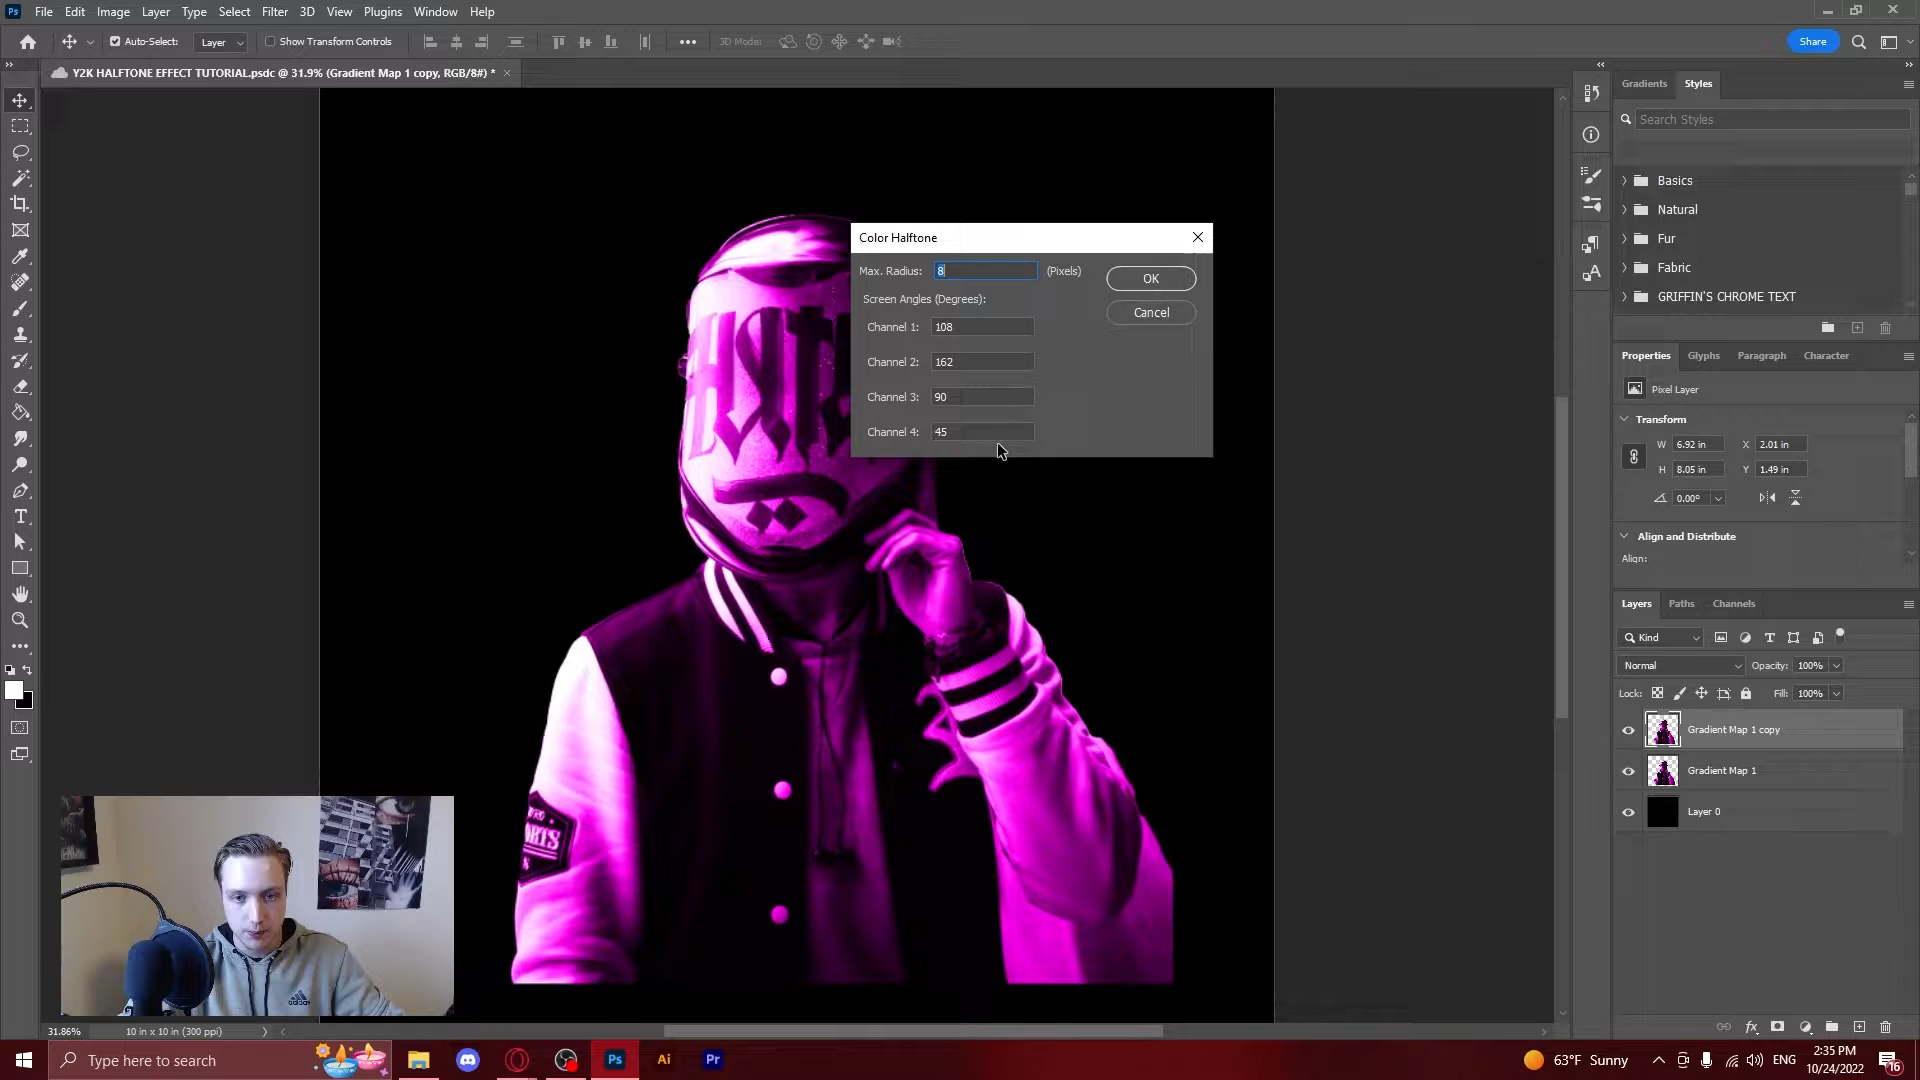 Ps File Edit Image Layer Type Select Filter 3D View Plugins Window Help
Auto-Select: Layer Show Transform Controls 3D Mode: Share
Y2K HALFTONE EFFECT TUTORIAL.psdc @ 31.9% (Gradient Map 1 copy, RGB/8#) *
Gradients Styles
Search Styles
Basics
Natural
Fur
Fabric
GRIFFIN'S CHROME TEXT
Color Halftone
Max. Radius: 8 (Pixels) OK
Screen Angles (Degrees):
Cancel
Channel 1: 108
Channel 2: 162
Channel 3: 90
Channel 4: 45
Properties Glyphs Paragraph Character
Pixel Layer
Transform
W 6.92 in X 2.01 in
H 8.05 in Y 1.49 in
0.00°
Align and Distribute
Align:
Layers Paths Channels
Kind
Normal Opacity: 100%
Lock: Fill: 100%
Gradient Map 1 copy
Gradient Map 1
Layer 0
31.86% 10 in x 10 in (300 ppi)
Type here to search
Ps Ai Pr
63°F Sunny
ENG
2:35 PM
10/24/2022
16